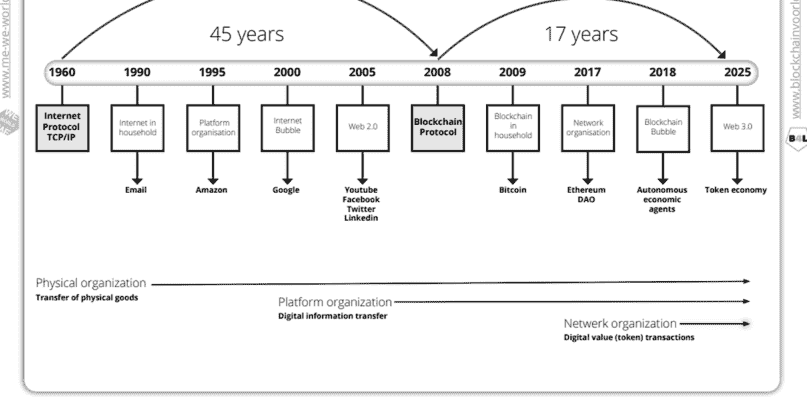 45 years
17 years
1960 1990 1995 2000 2005 2008 2009 2017 2018 2025
Internet
Protocol
TCP/IP
Internet in
household
Platform
organisation
Internet
Bubble
Web 2.0
Blockchain
Protocol
Blockchain
in
household
Network
organisation
Blockchain
Bubble
Web 3.0
Email
Amazon
Google
Youtube
Facebook
Twitter
Linkedin
Bitcoin
Ethereum
DAO
Autonomous
economic
agents
Token economy
Physical organization
Transfer of physical goods
Platform organization
Digital information transfer
Netwerk organization
Digital value (token) transactions
www.me-we-world
www.blockchainvoorl